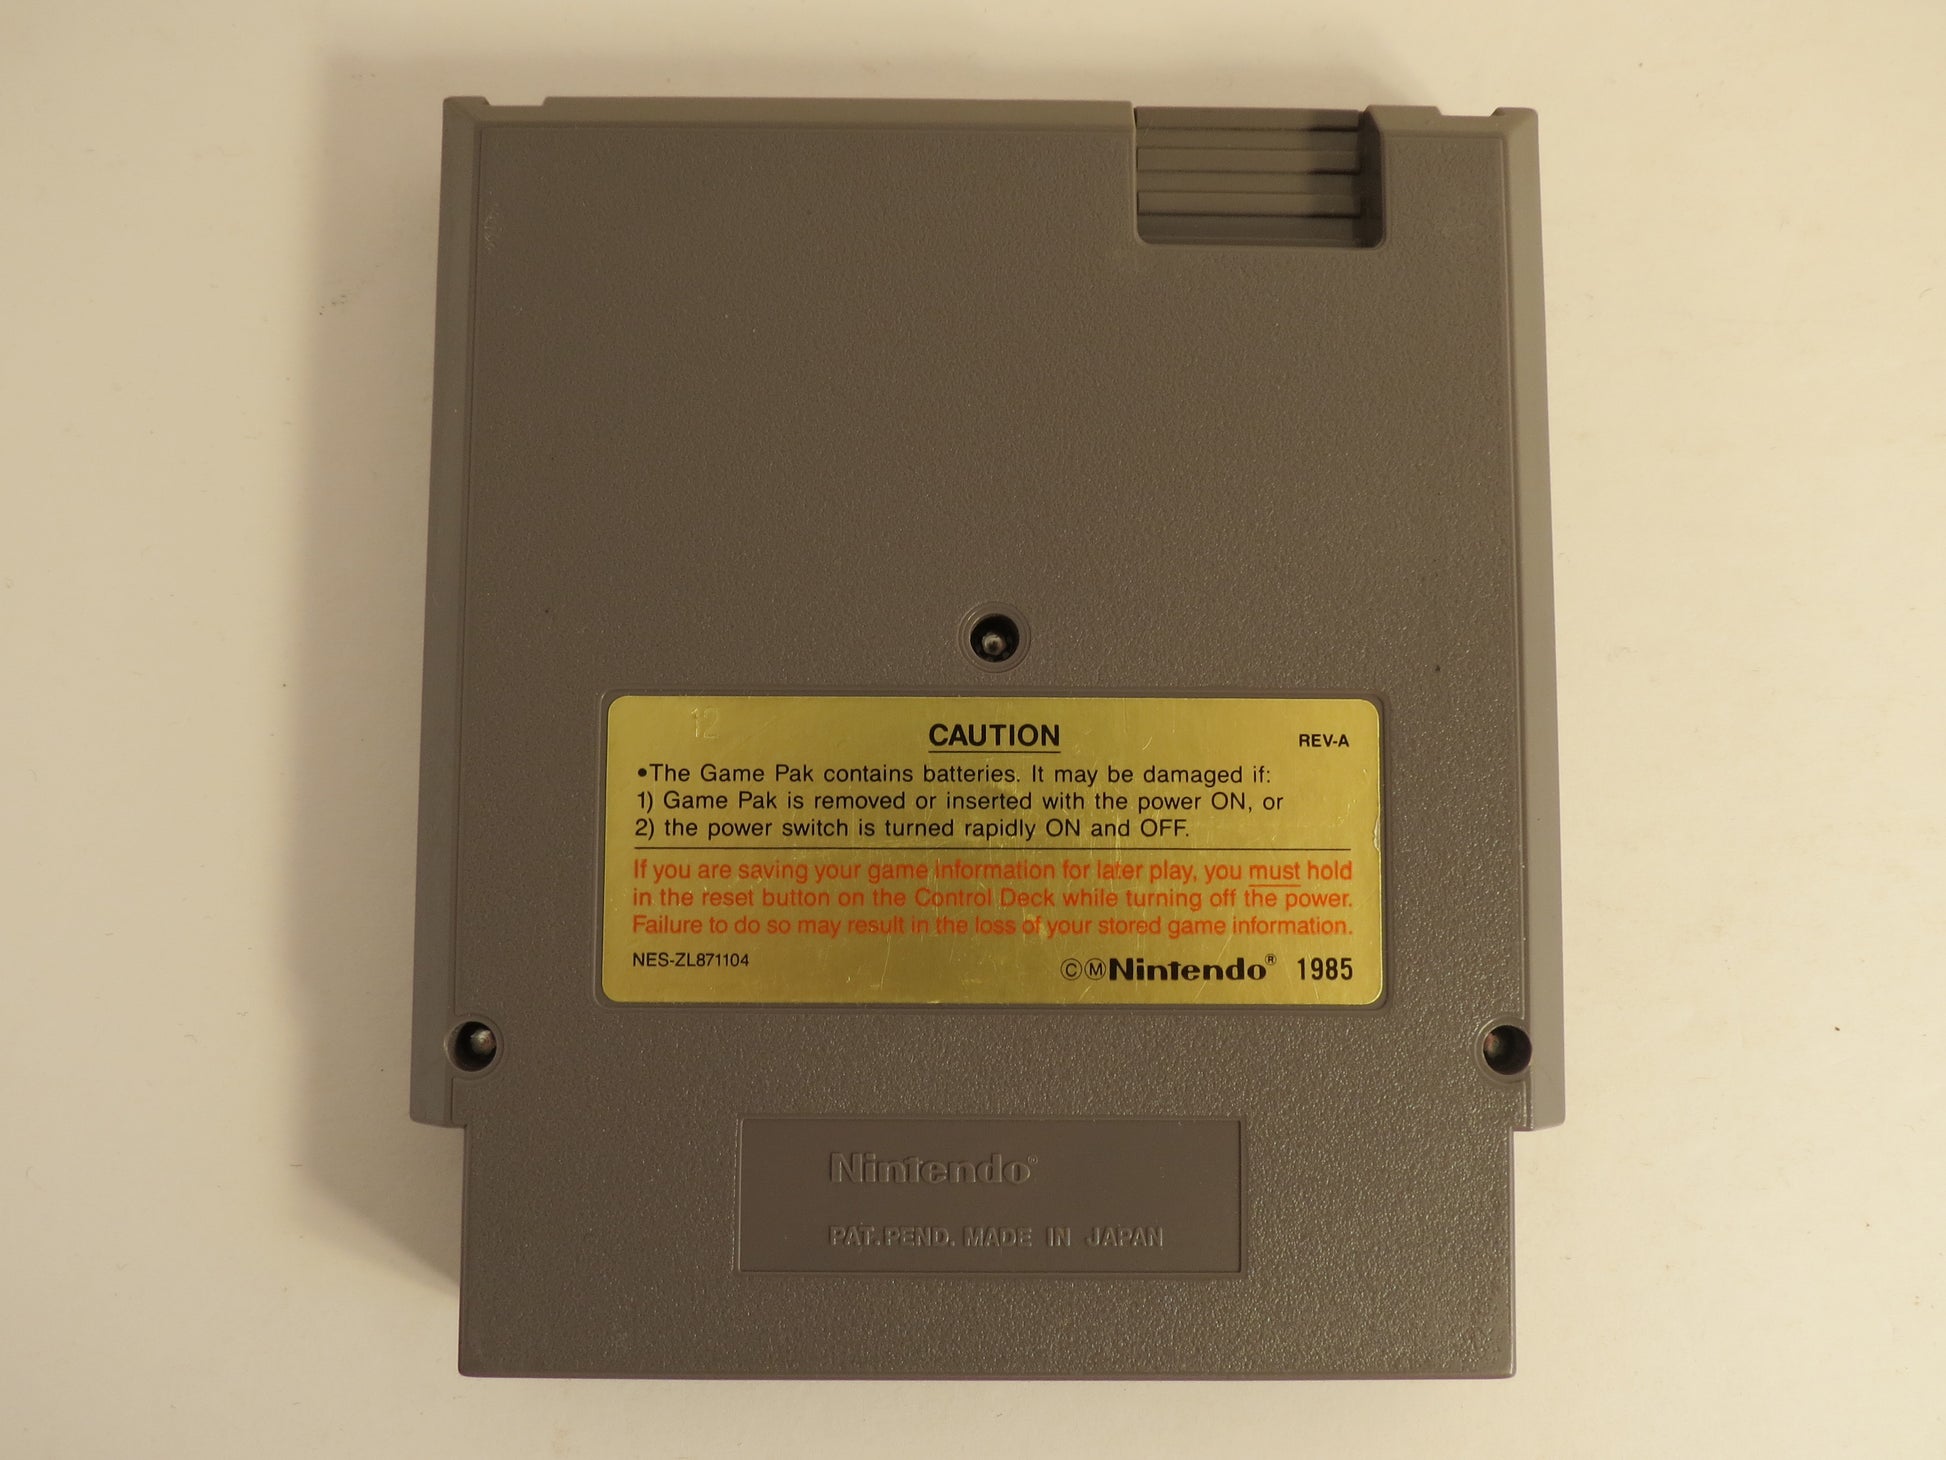 12
CAUTION
REV-A
•The Game Pak contains batteries. It may be damaged if:
1) Game Pak is removed or inserted with the power ON, or
2) the power switch is turned rapidly ON and OFF.
If you are saving your game information for later play, you must hold
in the reset button on the Control Deck while turning off the power.
Failure to do so may result in the loss of your stored game information.
NES-ZL871104
ⒸⓂNintendo® 1985
Nintendo®
PAT.PEND. MADE IN JAPAN